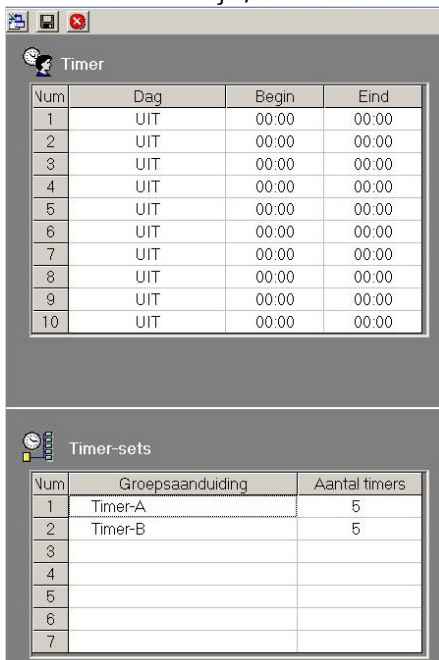 Timer
Num Dag Begin Eind
1 UIT 00:00 00:00
2 UIT 00:00 00:00
3 UIT 00:00 00:00
4 UIT 00:00 00:00
5 UIT 00:00 00:00
6 UIT 00:00 00:00
7 UIT 00:00 00:00
8 UIT 00:00 00:00
9 UIT 00:00 00:00
10 UIT 00:00 00:00
Timer-sets
Num Groepsaanduiding Aantal timers
1 Timer-A 5
2 Timer-B 5
3
4
5
6
7